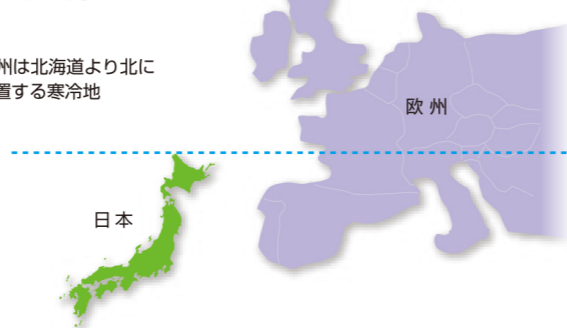 州は北海道より北に
置する寒冷地
欧 州
日 本